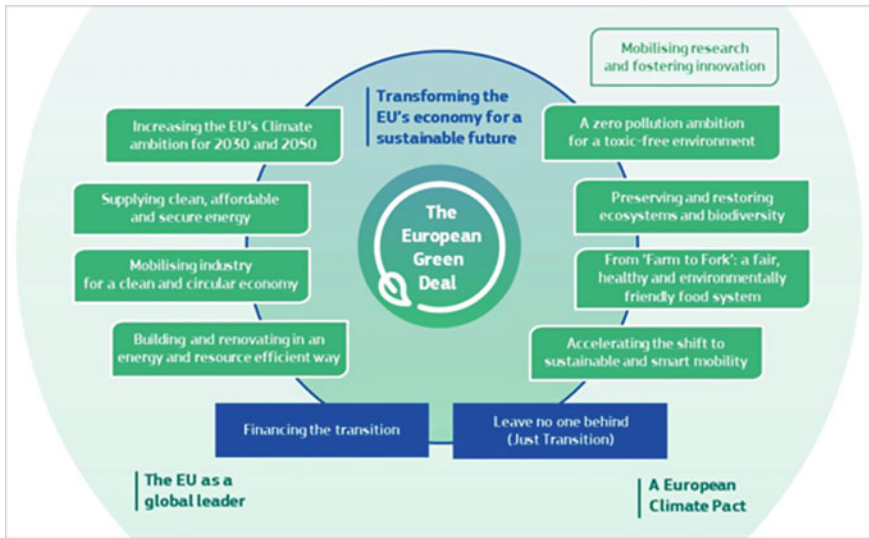 Mobilising research
and fostering innovation
Transforming the
EU's economy for a
sustainable future
Increasing the EU's Climate
ambition for 2030 and 2050
A zero pollution ambition
for a toxic-free environment
Supplying clean, affordable
and secure energy
Preserving and restoring
ecosystems and biodiversity
The
European
Green
Deal
Mobilising industry
for a clean and circular economy
From 'Farm to Fork': a fair,
healthy and environmentally
friendly food system
Building and renovating in an
energy and resource efficient way
Accelerating the shift to
sustainable and smart mobility
Financing the transition
Leave no one behind
(Just Transition)
The EU as a
global leader
A European
Climate Pact